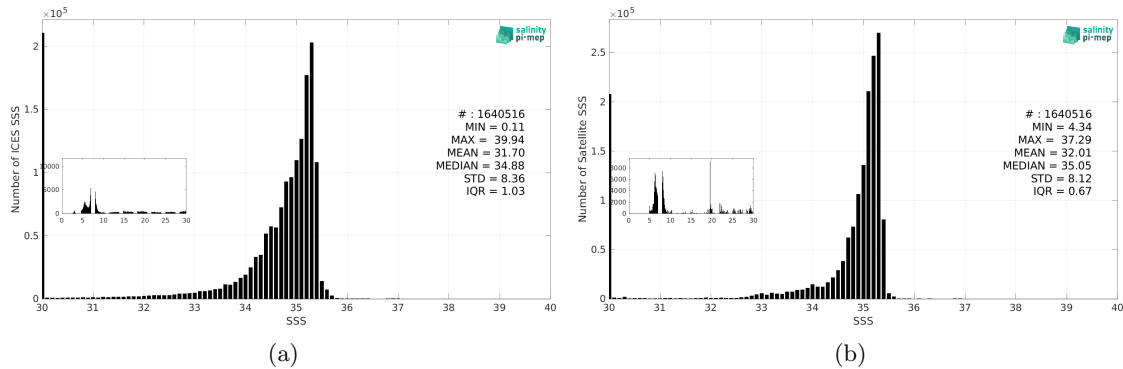 ×10^5
salinity
pi-mep
# : 1640516
MIN = 0.11
MAX = 39.94
MEAN = 31.70
MEDIAN = 34.88
STD = 8.36
IQR = 1.03
Number of ICES SSS
2
1.5
1
0.5
0
10000
5000
0
0 5 10 15 20 25 30
30 31 32 33 34 35 36 37 38 39 40
SSS
(a)
×10^5
salinity
pi-mep
# : 1640516
MIN = 4.34
MAX = 37.29
MEAN = 32.01
MEDIAN = 35.05
STD = 8.12
IQR = 0.67
Number of Satellite SSS
2.5
2
1.5
1
0.5
0
8000
6000
4000
2000
0
0 5 10 15 20 25 30
30 31 32 33 34 35 36 37 38 39 40
SSS
(b)